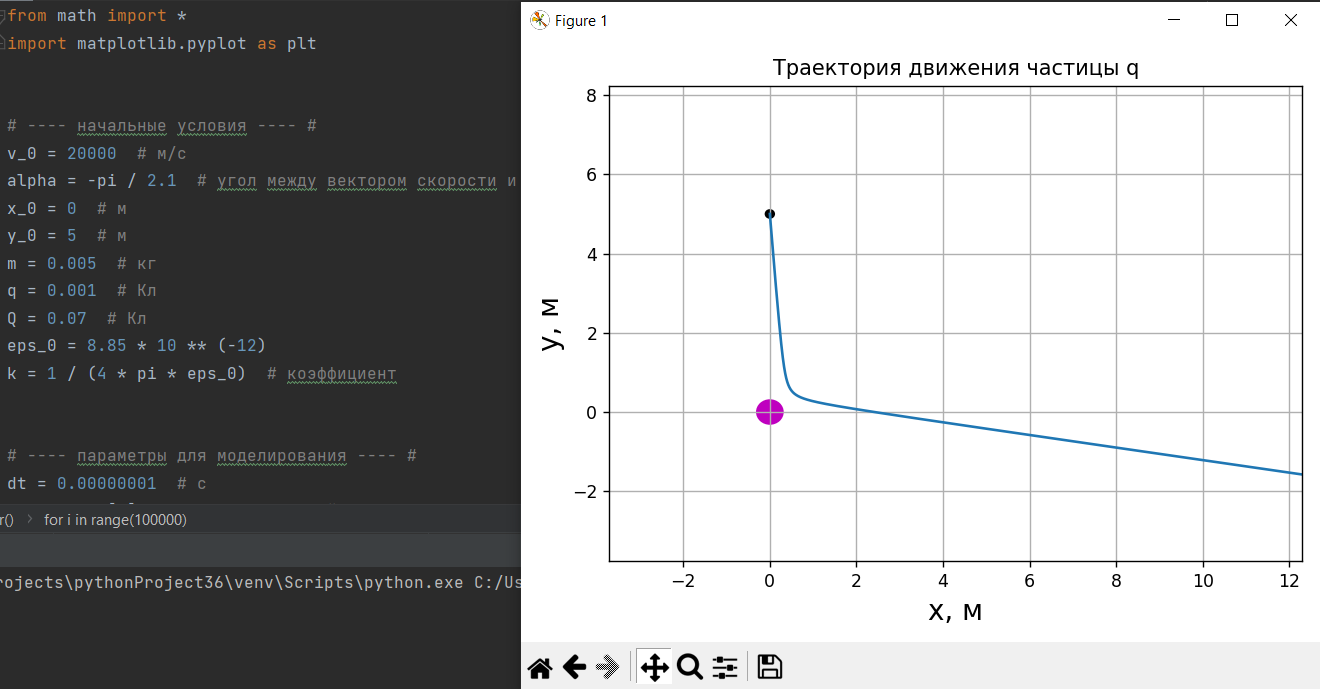 from math import *
import matplotlib.pyplot as plt
# ---- начальные условия ---- #
v_0 = 20000  # м/с
alpha = -pi / 2.1  # угол между вектором скорости и
x_0 = 0  # м
y_0 = 5  # м
m = 0.005  # кг
q = 0.001  # Кл
Q = 0.07  # Кл
eps_0 = 8.85 * 10 ** (-12)
k = 1 / (4 * pi * eps_0)  # коэффициент
# ---- параметры для моделирования ---- #
dt = 0.00000001  # с
r() > for i in range(100000)
rojects\pythonProject36\venv\Scripts\python.exe C:/Us
Figure 1
Траектория движения частицы q
8
6
4
2
0
−2
y, м
−2 0 2 4 6 8 10 12
x, м